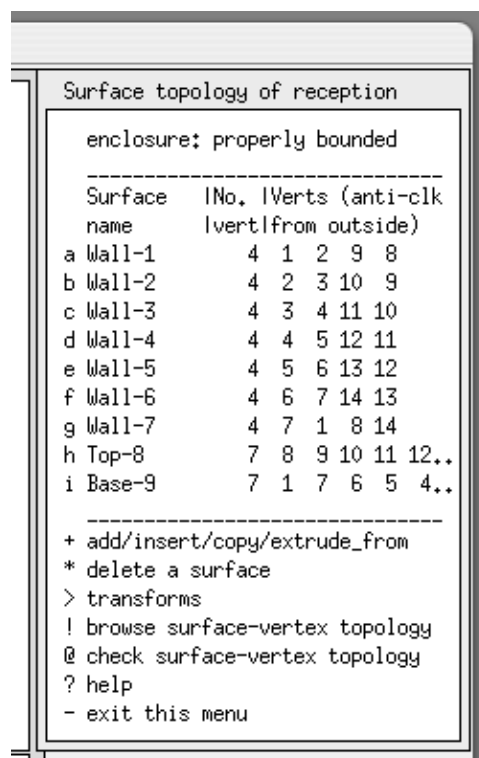 Surface topology of reception
enclosure: properly bounded
Surface |No. |Verts (anti-clk
name |vert|from outside)
a Wall-1 4 1 2 9 8
b Wall-2 4 2 3 10 9
c Wall-3 4 3 4 11 10
d Wall-4 4 4 5 12 11
e Wall-5 4 5 6 13 12
f Wall-6 4 6 7 14 13
g Wall-7 4 7 1 8 14
h Top-8 7 8 9 10 11 12..
i Base-9 7 1 7 6 5 4..
+ add/insert/copy/extrude_from
* delete a surface
> transforms
! browse surface-vertex topology
@ check surface-vertex topology
? help
- exit this menu